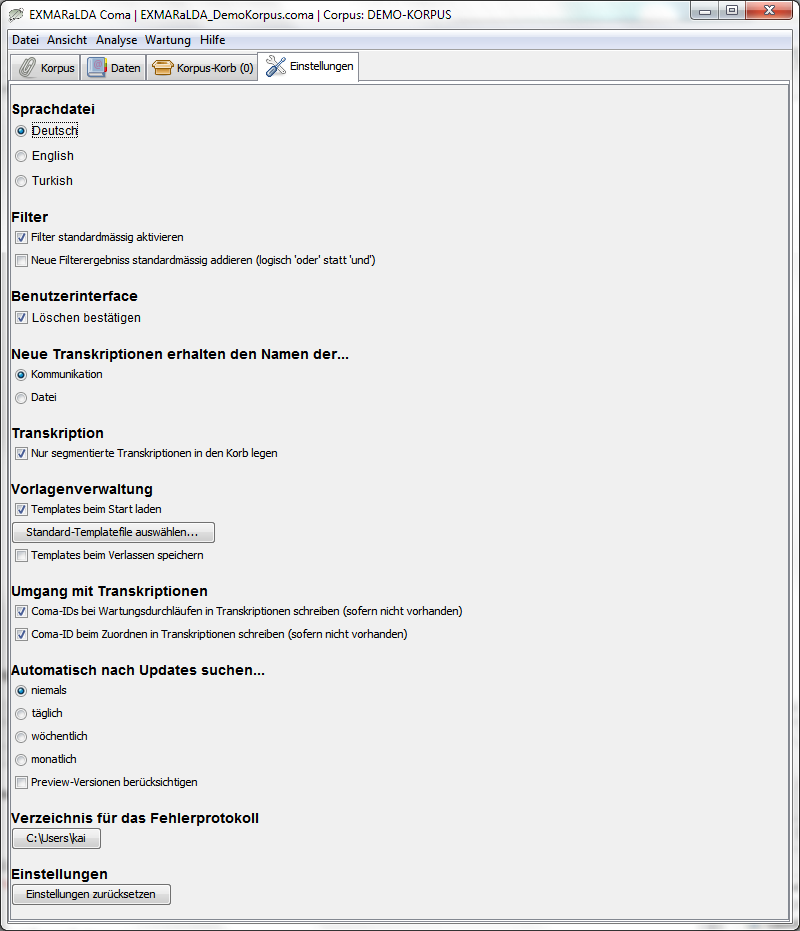 EXMARaLDA Coma | EXMARaLDA_DemoKorpus.coma | Corpus: DEMO-KORPUS
Datei Ansicht Analyse Wartung Hilfe
Korpus Daten Korpus-Korb (0) Einstellungen
Sprachdatei
Deutsch
English
Turkish
Filter
Filter standardmässig aktivieren
Neue Filterergebniss standardmässig addieren (logisch 'oder' statt 'und')
Benutzerinterface
Löschen bestätigen
Neue Transkriptionen erhalten den Namen der...
Kommunikation
Datei
Transkription
Nur segmentierte Transkriptionen in den Korb legen
Vorlagenverwaltung
Templates beim Start laden
Standard-Templatefile auswählen...
Templates beim Verlassen speichern
Umgang mit Transkriptionen
Coma-IDs bei Wartungsdurchläufen in Transkriptionen schreiben (sofern nicht vorhanden)
Coma-ID beim Zuordnen in Transkriptionen schreiben (sofern nicht vorhanden)
Automatisch nach Updates suchen...
niemals
täglich
wöchentlich
monatlich
Preview-Versionen berücksichtigen
Verzeichnis für das Fehlerprotokoll
C:\Users\kai
Einstellungen
Einstellungen zurücksetzen